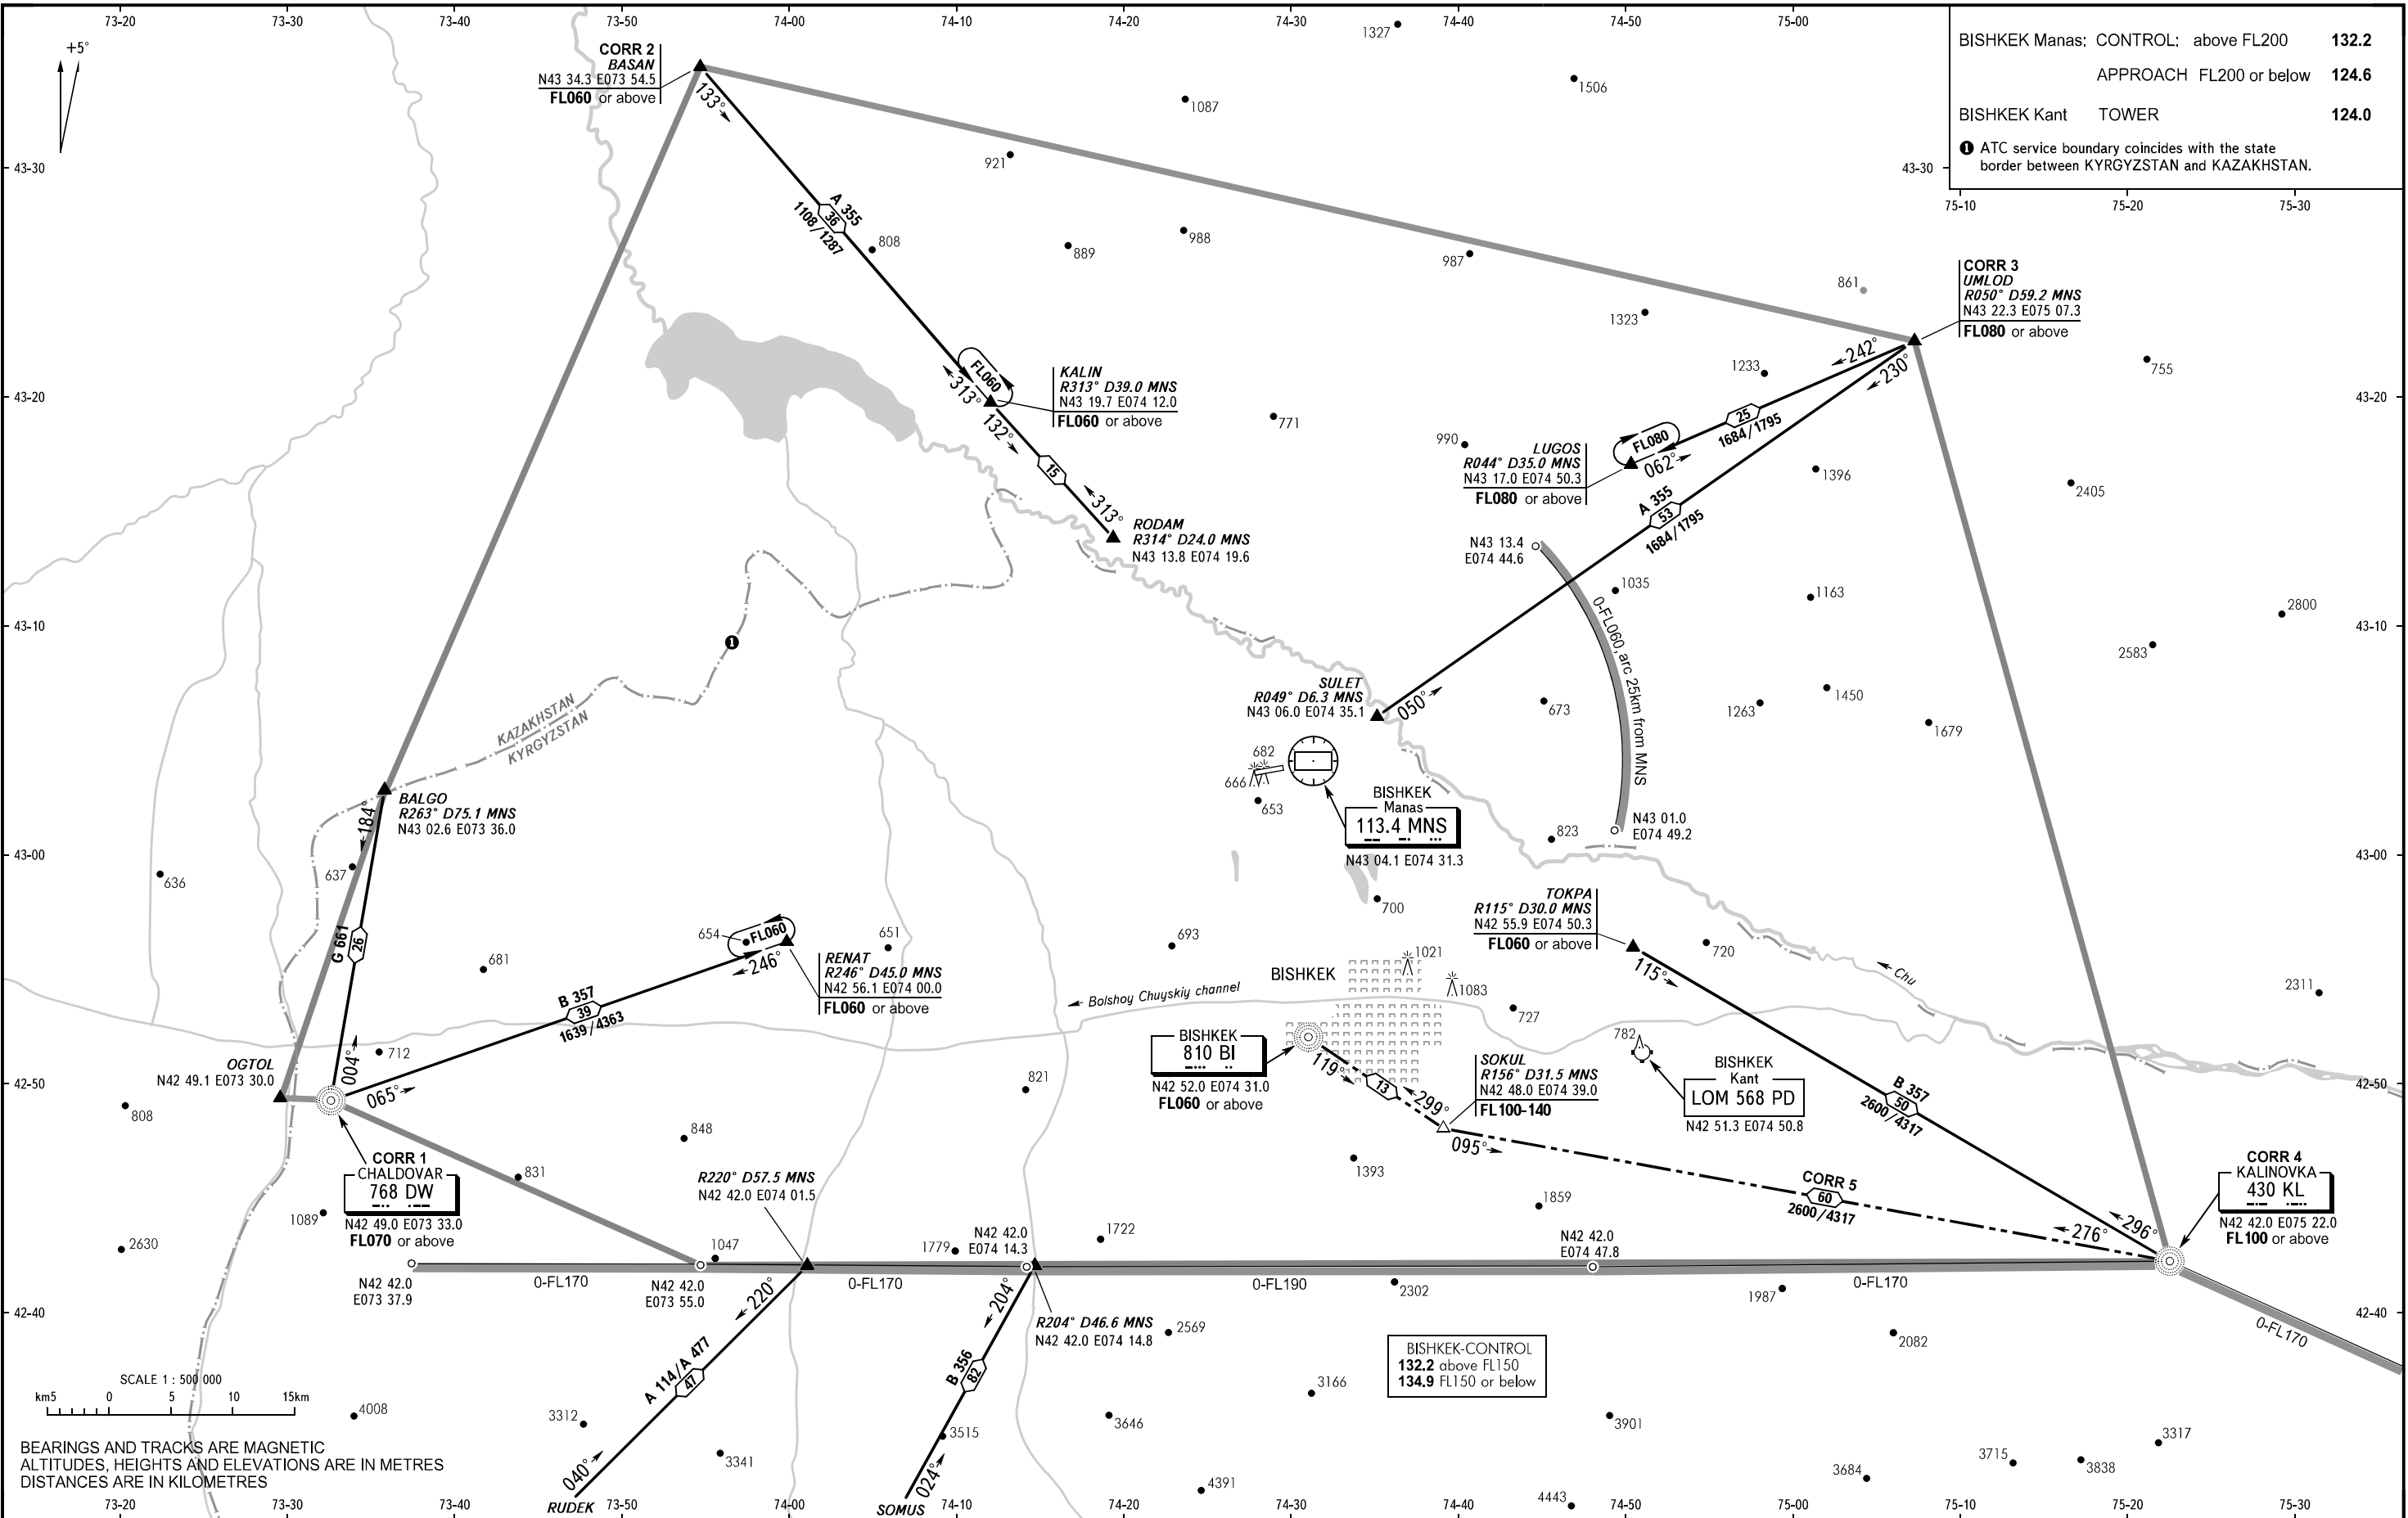 73-20
73-30
73-40
73-50
74-00
74-10
74-20
74-30
74-40
74-50
75-00
+5°
CORR 2
BASAN
N43 34.3 E073 54.5
FL060 or above
133°
1327
1506
1087
921
BISHKEK Manas: CONTROL: above FL200 132.2
APPROACH FL200 or below 124.6
BISHKEK Kant TOWER 124.0
1 ATC service boundary coincides with the state
border between KYRGYZSTAN and KAZAKHSTAN.
43-30
43-30
75-10
75-20
75-30
A 355
36
1108/1287
808
889
988
987
861
1323
CORR 3
UMLOD
R050° D59.2 MNS
N43 22.3 E075 07.3
FL080 or above
242°
230°
1233
755
25
1684/1795
FL060
313°
132°
KALIN
R313° D39.0 MNS
N43 19.7 E074 12.0
FL060 or above
43-20
43-20
771
990
LUGOS
R044° D35.0 MNS
N43 17.0 E074 50.3
FL080 or above
FL080
062°
1396
2405
15
313°
RODAM
R314° D24.0 MNS
N43 13.8 E074 19.6
A 355
53
1684/1795
N43 13.4
E074 44.6
1035
1163
2800
0-FL060, arc 25km from MNS
43-10
43-10
1
2583
KAZAKHSTAN
KYRGYZSTAN
SULET
R049° D6.3 MNS
N43 06.0 E074 35.1
050°
673
1263
1450
1679
682
666
653
BISHKEK
Manas
113.4 MNS
N43 04.1 E074 31.3
823
N43 01.0
E074 49.2
BALGO
R263° D75.1 MNS
N43 02.6 E073 36.0
184°
43-00
43-00
636
637
700
TOKPA
R115° D30.0 MNS
N42 55.9 E074 50.3
FL060 or above
115°
720
G 661
26
654
FL060
246°
651
693
RENAT
R246° D45.0 MNS
N42 56.1 E074 00.0
FL060 or above
681
B 357
39
1639/4363
BISHKEK
1021
1083
Bolshoy Chuyskiy channel
Chu
2311
727
782
712
004°
065°
OGTOL
N42 49.1 E073 30.0
42-50
42-50
808
821
BISHKEK
810 BI
N42 52.0 E074 31.0
FL060 or above
119°
13
299°
SOKUL
R156° D31.5 MNS
N42 48.0 E074 39.0
FL100-140
095°
BISHKEK
Kant
LOM 568 PD
N42 51.3 E074 50.8
B 357
50
2600/4317
848
831
1393
1859
CORR 1
CHALDOVAR
768 DW
N42 49.0 E073 33.0
FL070 or above
1089
2630
R220° D57.5 MNS
N42 42.0 E074 01.5
1047
1779
N42 42.0
E074 14.3
1722
N42 42.0
E074 47.8
CORR 5
60
2600/4317
276°
296°
CORR 4
KALINOVKA
430 KL
N42 42.0 E075 22.0
FL100 or above
N42 42.0
E073 37.9
0-FL170
N42 42.0
E073 55.0
0-FL170
0-FL190
2302
0-FL170
1987
0-FL170
42-40
42-40
220°
204°
R204° D46.6 MNS
N42 42.0 E074 14.8
2569
2082
BISHKEK-CONTROL
132.2 above FL150
134.9 FL150 or below
SCALE 1 : 500 000
km5 0 5 10 15km
A 114/A 477
47
B 356
82
4008
3312
3341
3515
3646
3166
3901
3317
3715
3838
3684
4391
4443
040°
024°
BEARINGS AND TRACKS ARE MAGNETIC
ALTITUDES, HEIGHTS AND ELEVATIONS ARE IN METRES
DISTANCES ARE IN KILOMETRES
RUDEK
SOMUS
73-20
73-30
73-40
73-50
74-00
74-10
74-20
74-30
74-40
74-50
75-00
75-10
75-20
75-30